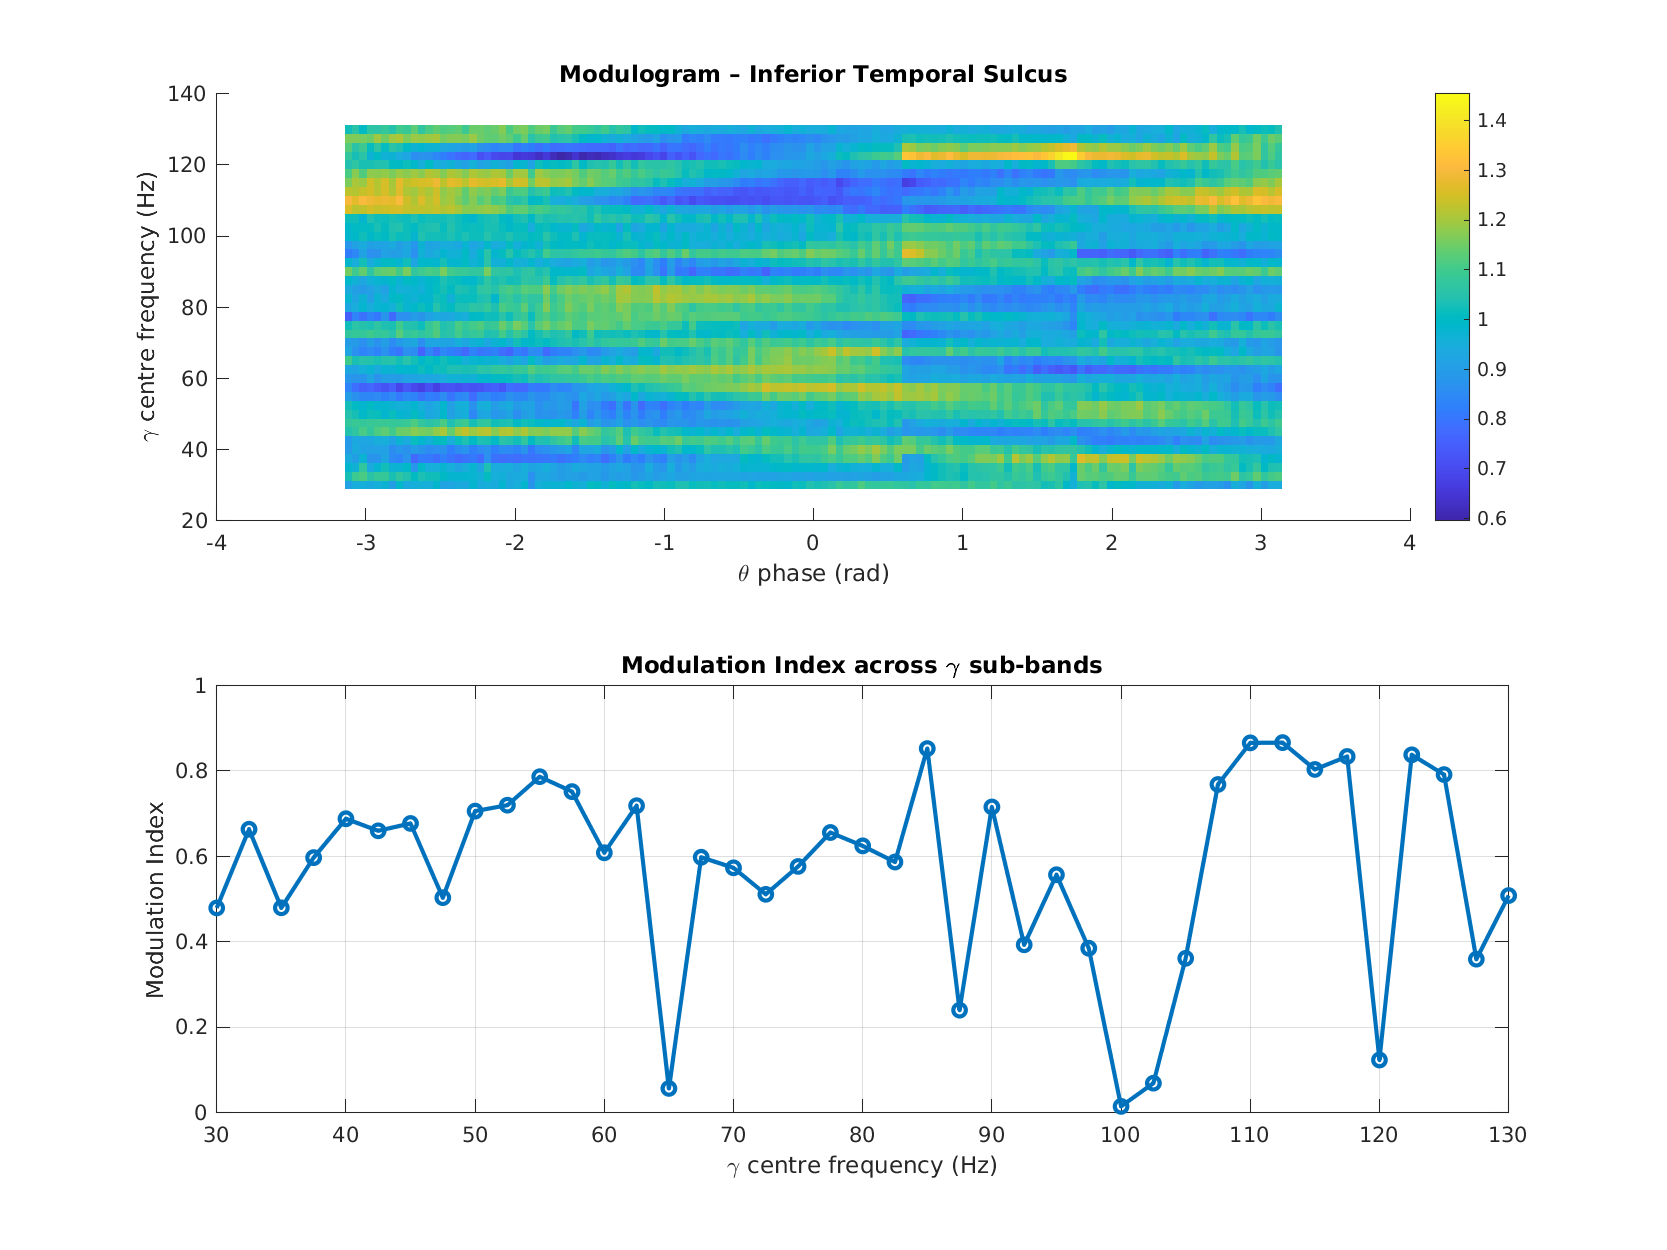 Modulogram – Inferior Temporal Sulcus
γ centre frequency (Hz)
140
120
100
80
60
40
20
-4 -3 -2 -1 0 1 2 3 4
θ phase (rad)
1.4
1.3
1.2
1.1
1
0.9
0.8
0.7
0.6
Modulation Index across γ sub-bands
Modulation Index
1
0.8
0.6
0.4
0.2
0
30 40 50 60 70 80 90 100 110 120 130
γ centre frequency (Hz)